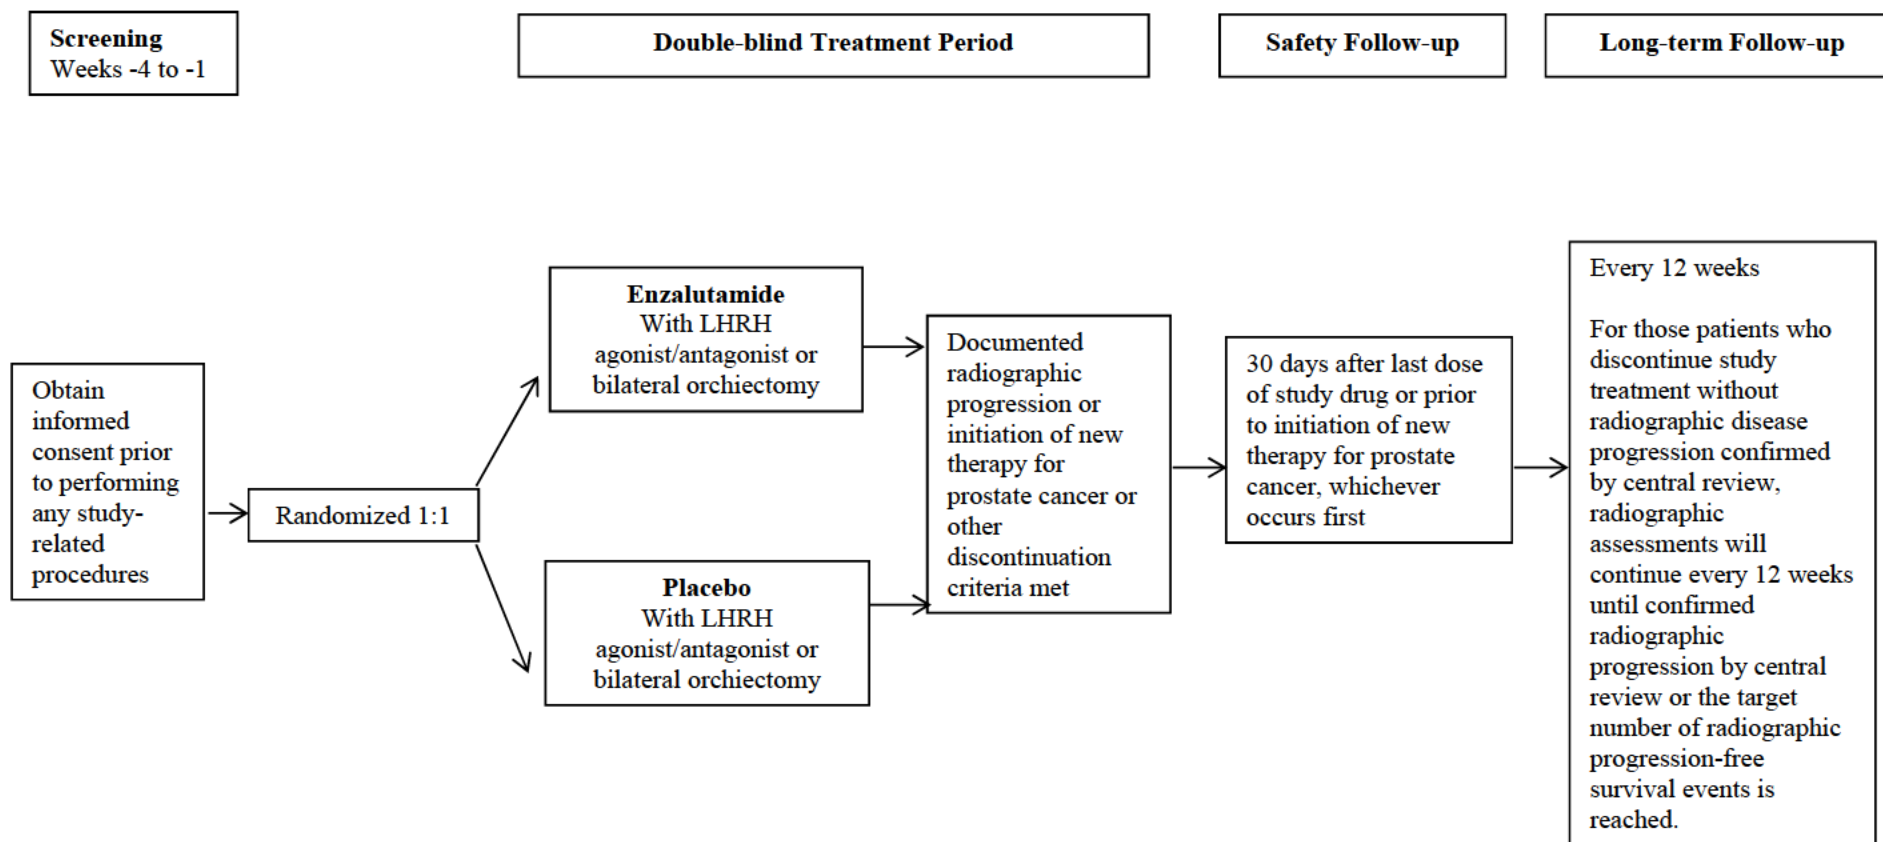 Screening
Weeks -4 to -1
Double-blind Treatment Period
Safety Follow-up
Long-term Follow-up
Obtain
informed
consent prior
to performing
any study-
related
procedures
Randomized 1:1
Enzalutamide
With LHRH
agonist/antagonist or
bilateral orchiectomy
Placebo
With LHRH
agonist/antagonist or
bilateral orchiectomy
Documented
radiographic
progression or
initiation of new
therapy for
prostate cancer or
other
discontinuation
criteria met
30 days after last dose
of study drug or prior
to initiation of new
therapy for prostate
cancer, whichever
occurs first
Every 12 weeks
For those patients who
discontinue study
treatment without
radiographic disease
progression confirmed
by central review,
radiographic
assessments will
continue every 12 weeks
until confirmed
radiographic
progression by central
review or the target
number of radiographic
progression-free
survival events is
reached.